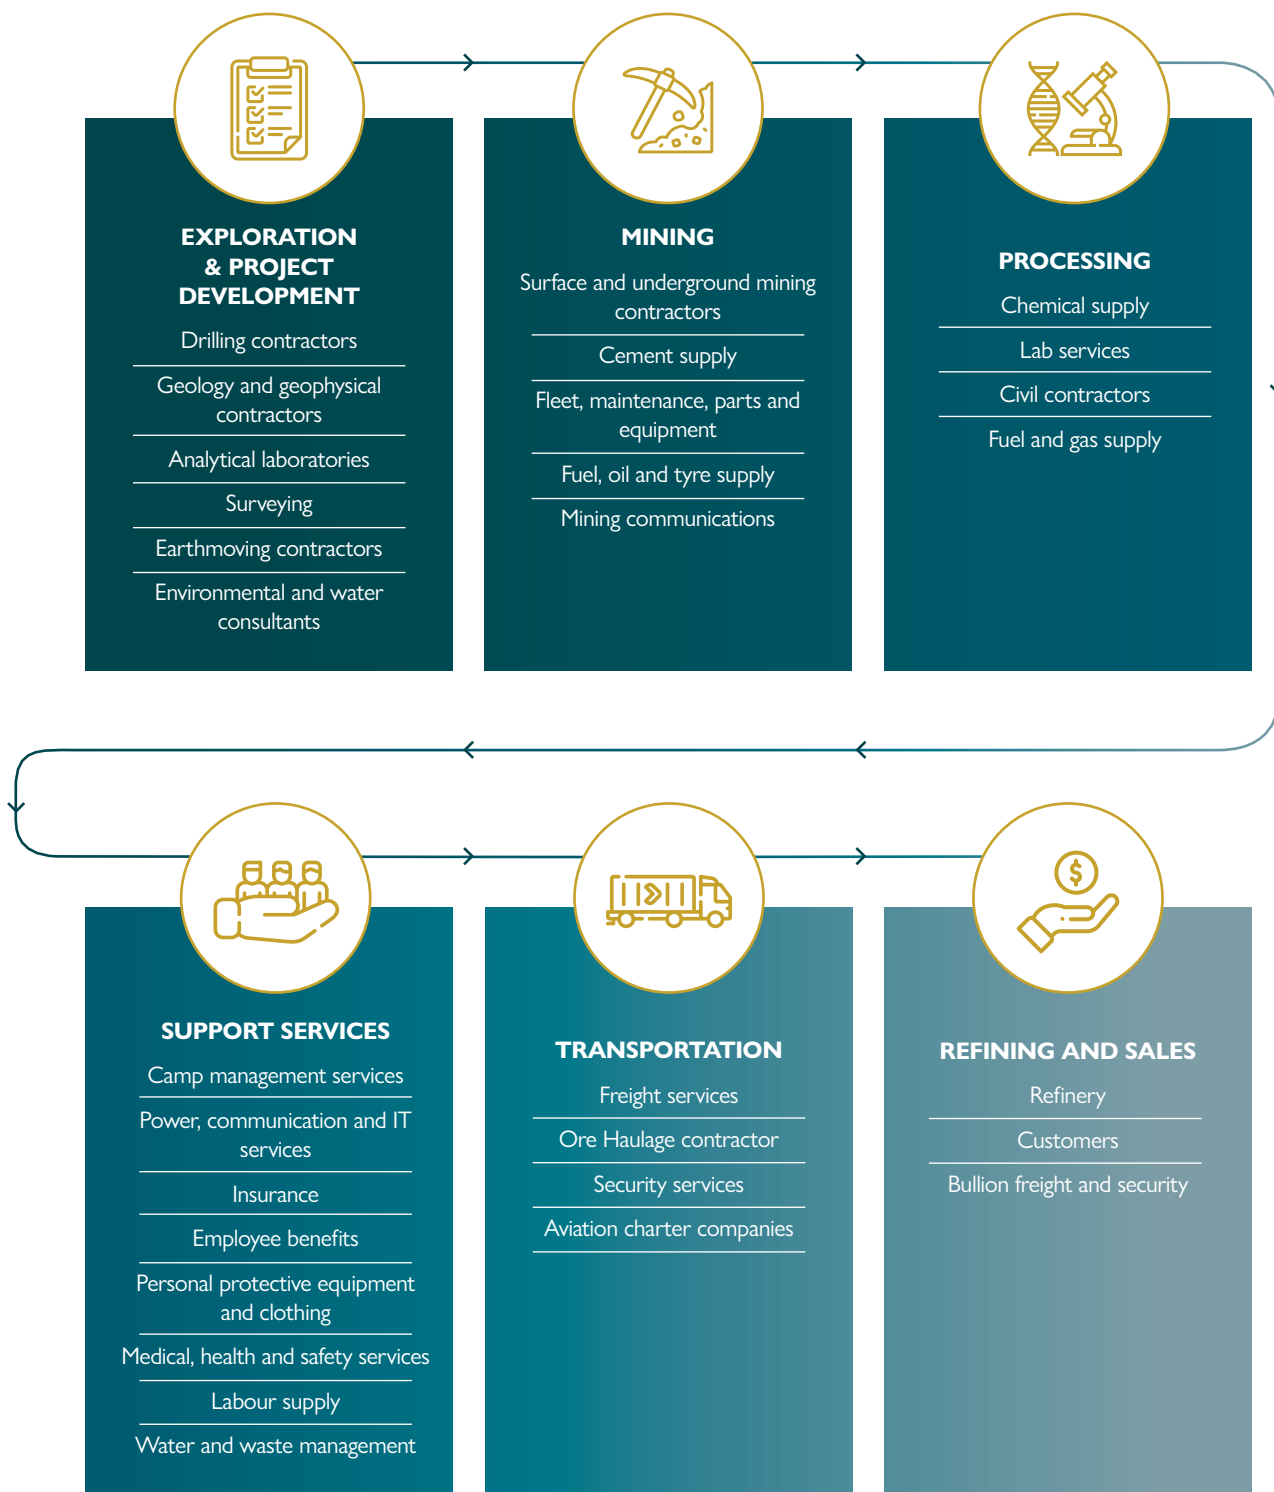 EXPLORATION
& PROJECT
DEVELOPMENT
Drilling contractors
Geology and geophysical
contractors
Analytical laboratories
Surveying
Earthmoving contractors
Environmental and water
consultants
MINING
Surface and underground mining
contractors
Cement supply
Fleet, maintenance, parts and
equipment
Fuel, oil and tyre supply
Mining communications
PROCESSING
Chemical supply
Lab services
Civil contractors
Fuel and gas supply
SUPPORT SERVICES
Camp management services
Power, communication and IT
services
Insurance
Employee benefits
Personal protective equipment
and clothing
Medical, health and safety services
Labour supply
Water and waste management
TRANSPORTATION
Freight services
Ore Haulage contractor
Security services
Aviation charter companies
$
REFINING AND SALES
Refinery
Customers
Bullion freight and security